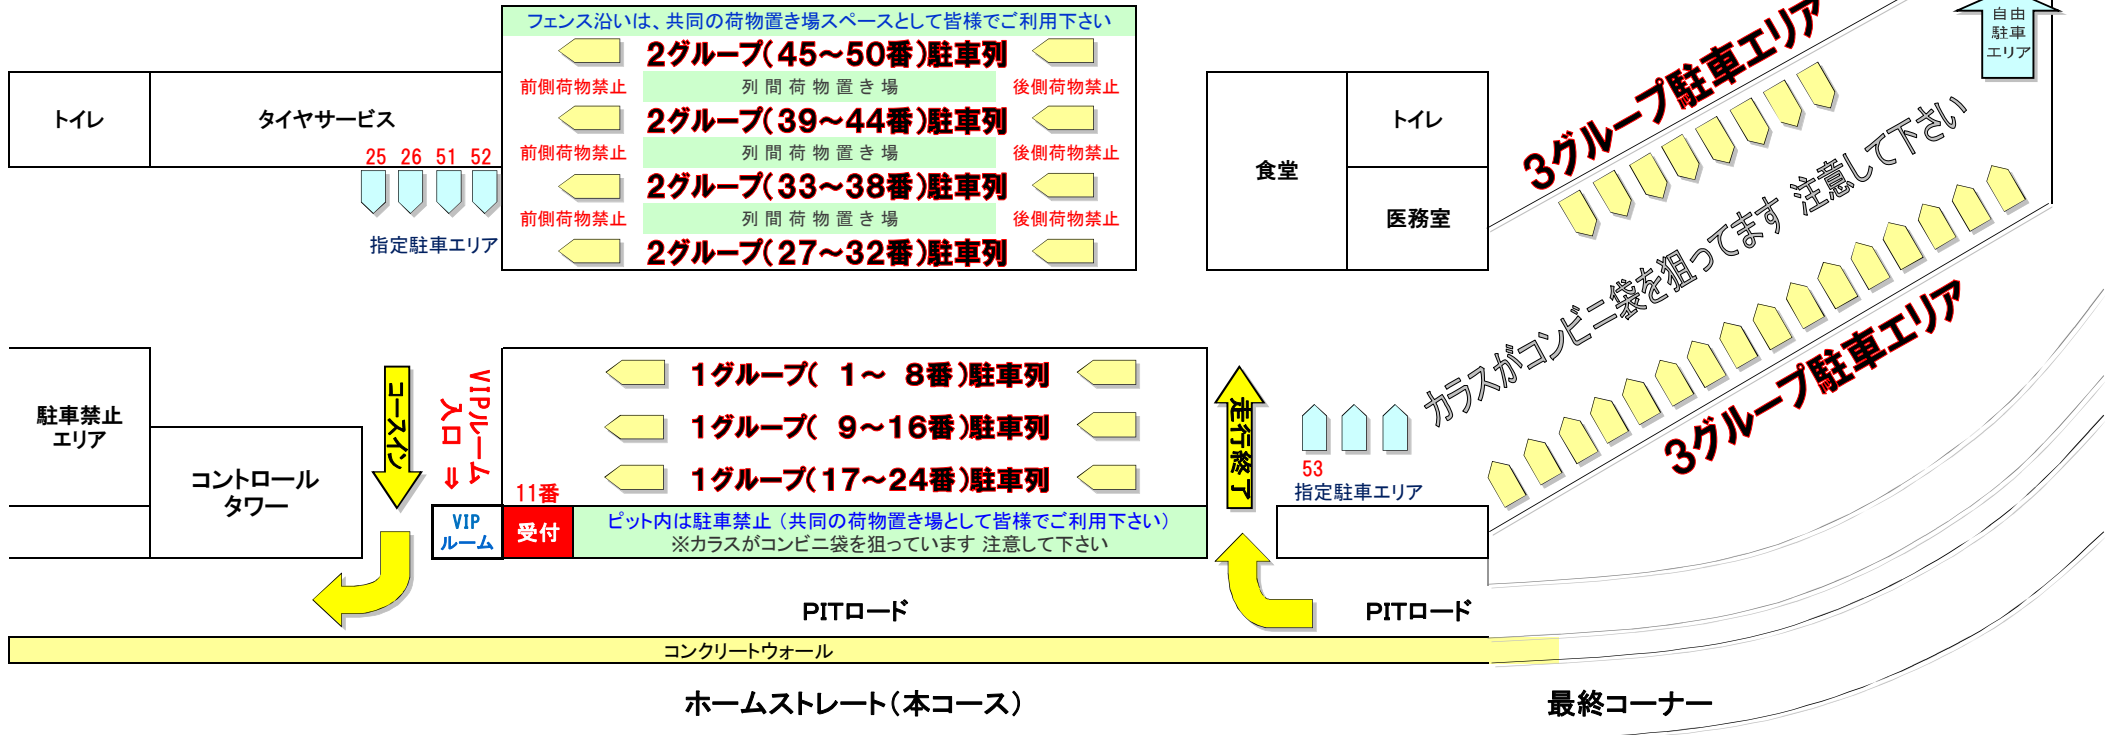 フェンス沿いは、共同の荷物置き場スペースとして皆様でご利用下さい
2グループ(45～50番)駐車列
前側荷物禁止 列間荷物置き場 後側荷物禁止
2グループ(39～44番)駐車列
前側荷物禁止 列間荷物置き場 後側荷物禁止
2グループ(33～38番)駐車列
前側荷物禁止 列間荷物置き場 後側荷物禁止
2グループ(27～32番)駐車列
トイレ
タイヤサービス
25 26 51 52
指定駐車エリア
食堂
トイレ
医務室
3グループ駐車エリア
自由
駐車
エリア
カラスがコンビニ袋を狙ってます 注意して下さい
3グループ駐車エリア
駐車禁止
エリア
コントロール
タワー
コースイン
VIPルーム
入口 ⇒
1グループ( 1～ 8番)駐車列
1グループ( 9～16番)駐車列
1グループ(17～24番)駐車列
走行終了
53
指定駐車エリア
11番
VIP
ルーム
受付
ピット内は駐車禁止（共同の荷物置き場として皆様でご利用下さい）
※カラスがコンビニ袋を狙っています 注意して下さい
PITロード
PITロード
コンクリートウォール
ホームストレート(本コース)
最終コーナー